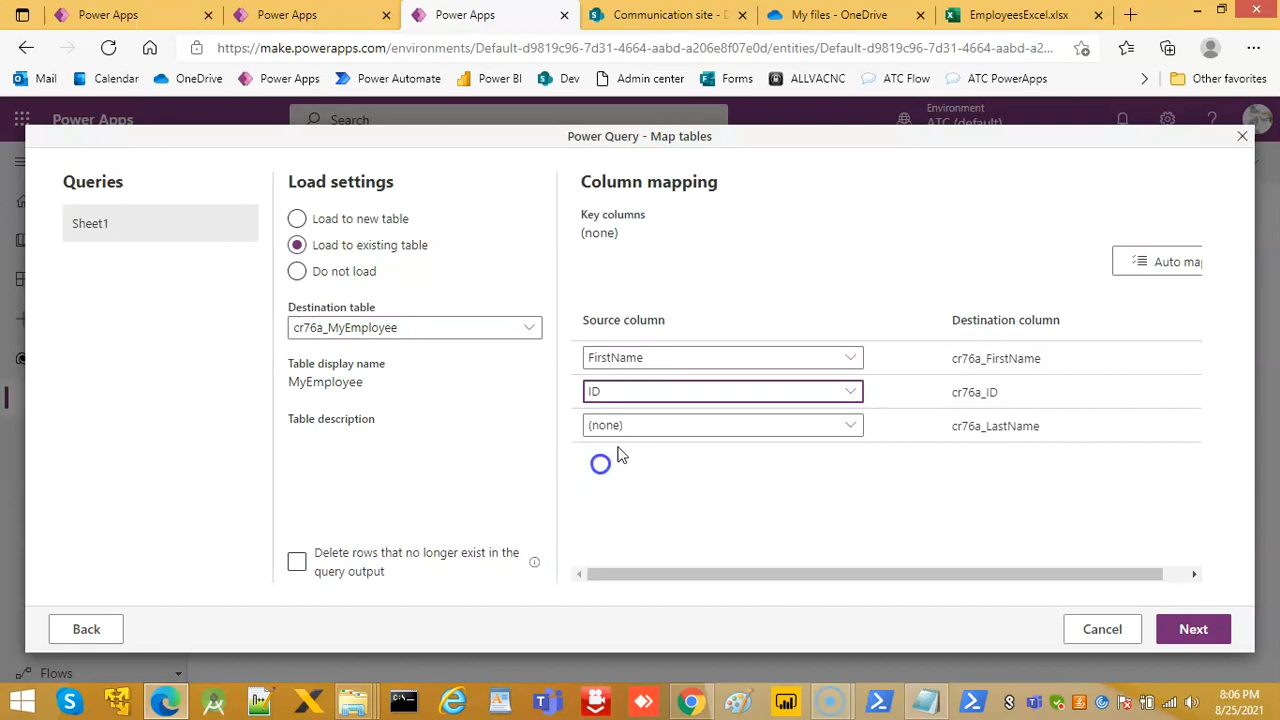 Power Apps
Power Apps
Power Apps
Communication site -
My files - OneDrive
EmployeesExcel.xlsx
https://make.powerapps.com/environments/Default-d9819c96-7d31-4664-aabd-a206ebf07e0d/entities/Default-d9819c96-7d31-4664-aabd-a2...
Mail
Calendar
OneDrive
Power Apps
Power Automate
Power BI
Dev
Admin center
Forms
ALLVACNC
ATC Flow
ATC PowerApps
Other favorites
Power Apps
Search
Environment
ATC (default)
Power Query - Map tables
Queries
Sheet1
Load settings
Load to new table
Load to existing table
Do not load
Destination table
cr76a_MyEmployee
Table display name
MyEmployee
Table description
Delete rows that no longer exist in the
query output
Column mapping
Key columns
(none)
Auto map
Source column
Destination column
FirstName
cr76a_FirstName
ID
cr76a_ID
(none)
cr76a_LastName
Back
Cancel
Next
Flows
8:06 PM
8/25/2021